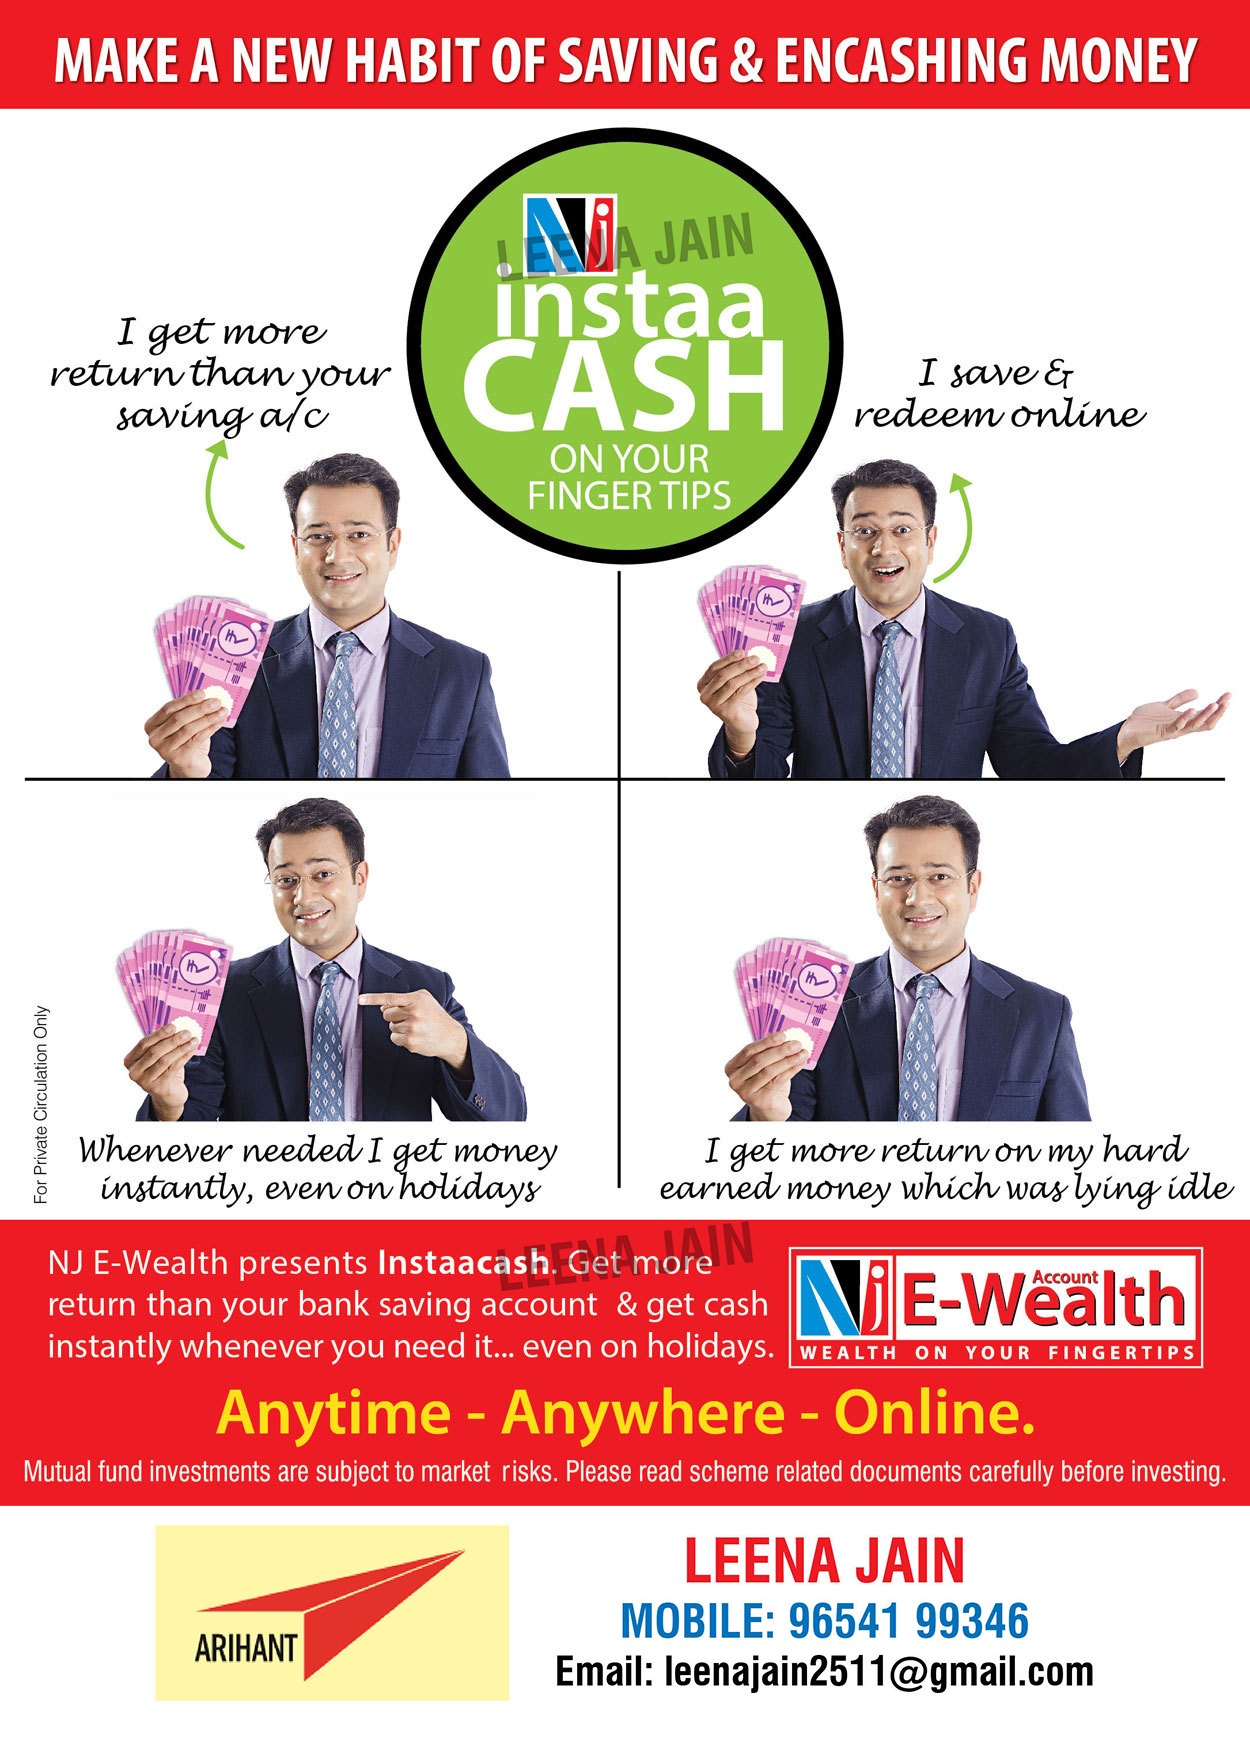 MAKE A NEW HABIT OF SAVING & ENCASHING MONEY
NJ
LEENA JAIN
instaa
CASH
ON YOUR
FINGER TIPS
I get more
return than your
saving a/c
I save &
redeem online
Whenever needed I get money
instantly, even on holidays
I get more return on my hard
earned money which was lying idle
For Private Circulation Only
LEENA JAIN
NJ E-Wealth presents Instaacash. Get more
return than your bank saving account & get cash
instantly whenever you need it... even on holidays.
Nj E-Wealth Account
WEALTH ON YOUR FINGERTIPS
Anytime - Anywhere - Online.
Mutual fund investments are subject to market risks. Please read scheme related documents carefully before investing.
ARIHANT
LEENA JAIN
MOBILE: 96541 99346
Email: leenajain2511@gmail.com